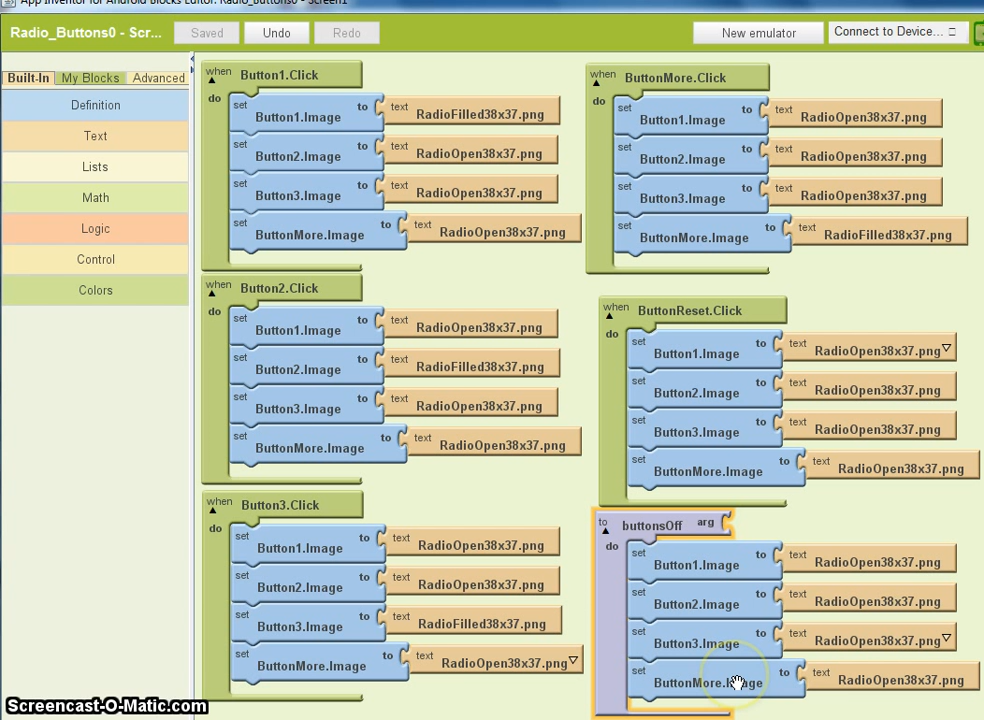 App Inventor for Android Blocks Editor: Radio_Buttons0 - Screen1
Radio_Buttons0 - Scr... Saved Undo Redo New emulator Connect to Device...
Built-In My Blocks Advanced
Definition
Text
Lists
Math
Logic
Control
Colors
when Button1.Click
do
set Button1.Image to text RadioFilled38x37.png
set Button2.Image to text RadioOpen38x37.png
set Button3.Image to text RadioOpen38x37.png
set ButtonMore.Image to text RadioOpen38x37.png
when Button2.Click
do
set Button1.Image to text RadioOpen38x37.png
set Button2.Image to text RadioFilled38x37.png
set Button3.Image to text RadioOpen38x37.png
set ButtonMore.Image to text RadioOpen38x37.png
when Button3.Click
do
set Button1.Image to text RadioOpen38x37.png
set Button2.Image to text RadioOpen38x37.png
set Button3.Image to text RadioFilled38x37.png
set ButtonMore.Image to text RadioOpen38x37.png
when ButtonMore.Click
do
set Button1.Image to text RadioOpen38x37.png
set Button2.Image to text RadioOpen38x37.png
set Button3.Image to text RadioOpen38x37.png
set ButtonMore.Image to text RadioFilled38x37.png
when ButtonReset.Click
do
set Button1.Image to text RadioOpen38x37.png
set Button2.Image to text RadioOpen38x37.png
set Button3.Image to text RadioOpen38x37.png
set ButtonMore.Image to text RadioOpen38x37.png
to buttonsOff arg
do
set Button1.Image to text RadioOpen38x37.png
set Button2.Image to text RadioOpen38x37.png
set Button3.Image to text RadioOpen38x37.png
set ButtonMore.Image to text RadioOpen38x37.png
Screencast-O-Matic.com